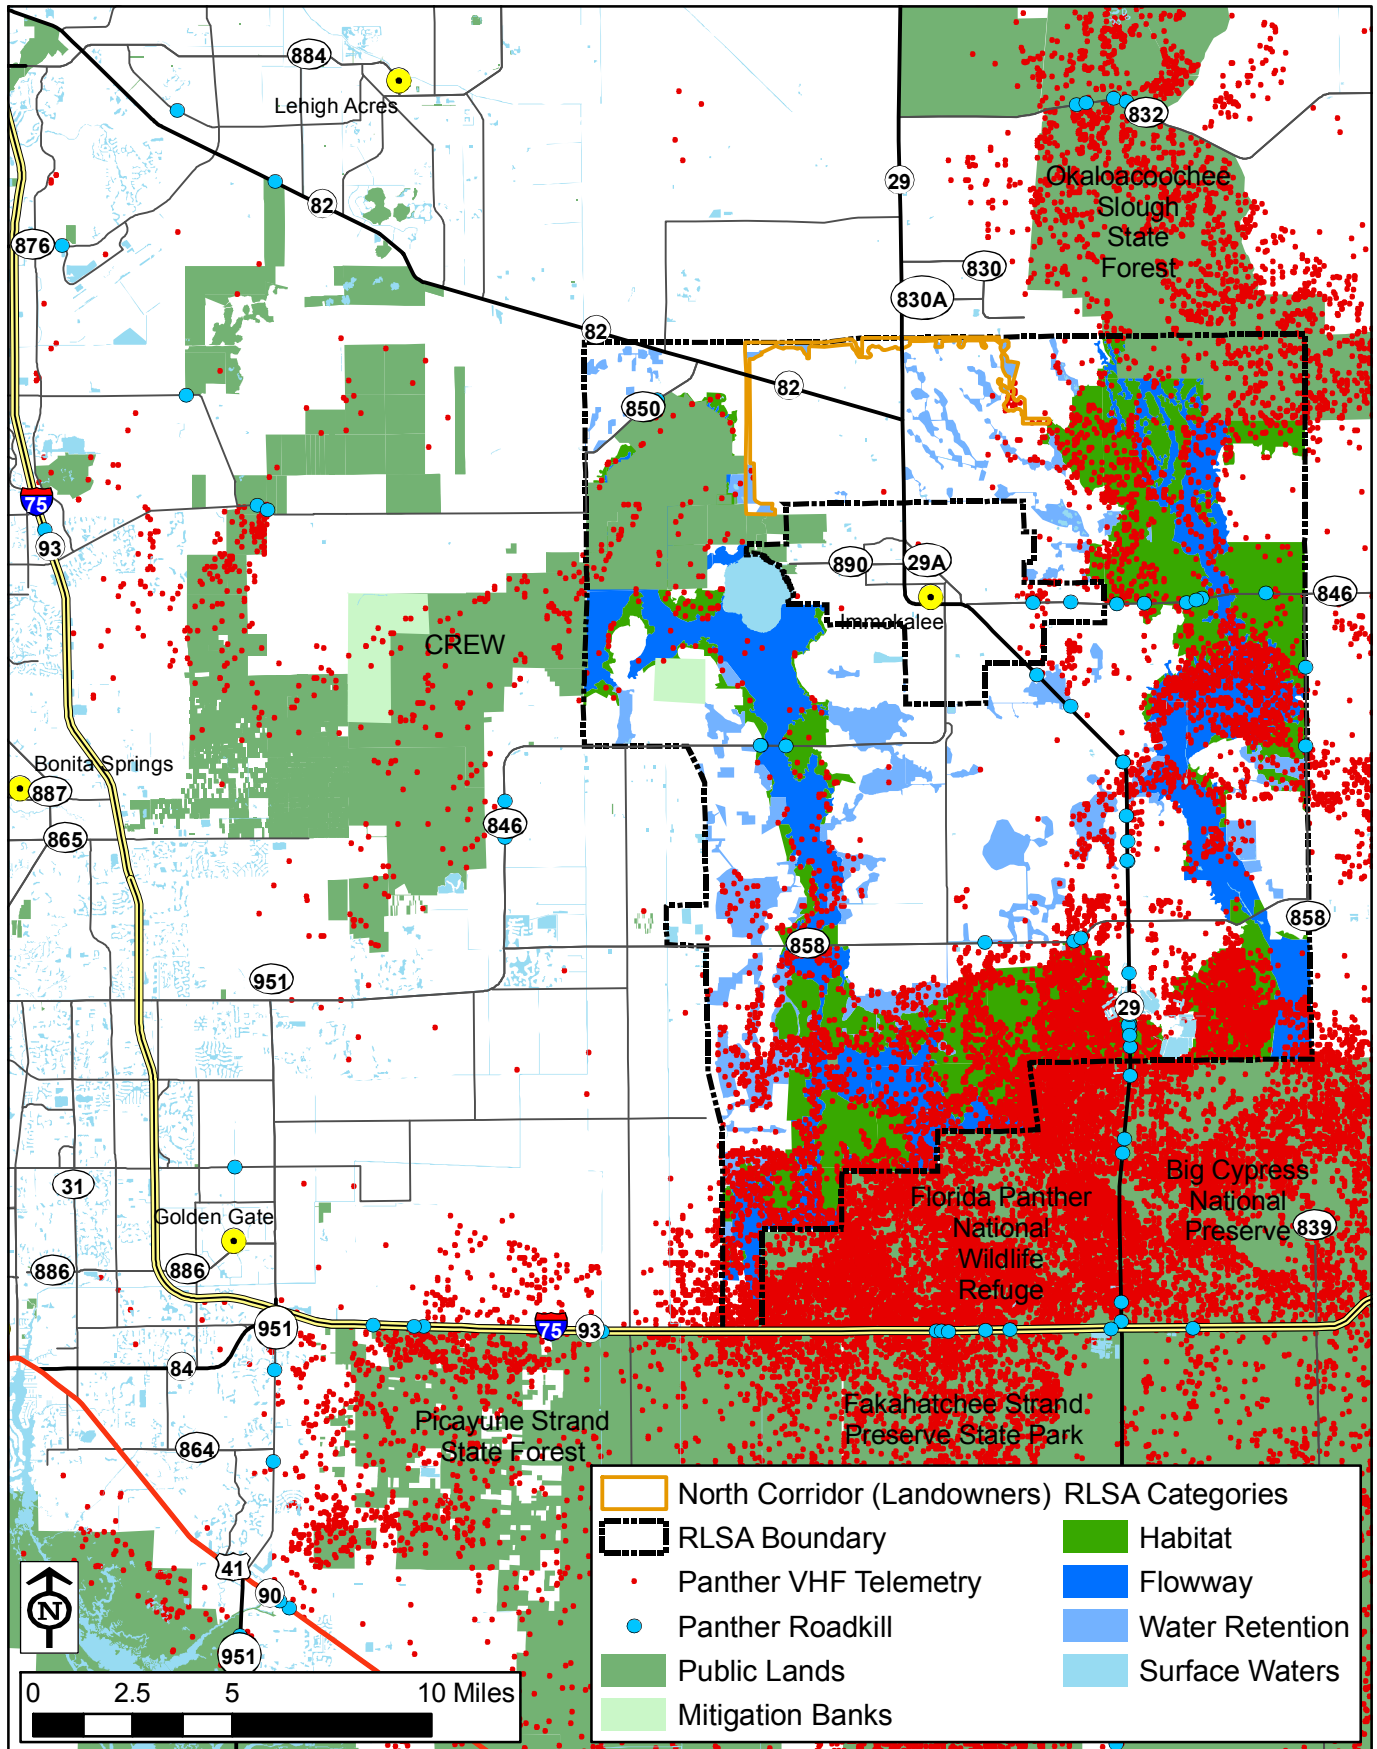 884
Lehigh Acres
832
29
Okaloacoochee
Slough
State
Forest
82
876
830
830A
82
82
850
75
93
890
29A
Immokalee
846
CREW
Bonita Springs
887
865
846
858
858
951
29
31
Golden Gate
886
886
Florida Panther
National
Wildlife
Refuge
Big Cypress
National
Preserve
839
951
75
93
84
Picayune Strand
State Forest
Fakahatchee Strand
Preserve State Park
864
41
90
951
N
0 2.5 5 10 Miles
North Corridor (Landowners)
RLSA Boundary
Panther VHF Telemetry
Panther Roadkill
Public Lands
Mitigation Banks
RLSA Categories
Habitat
Flowway
Water Retention
Surface Waters